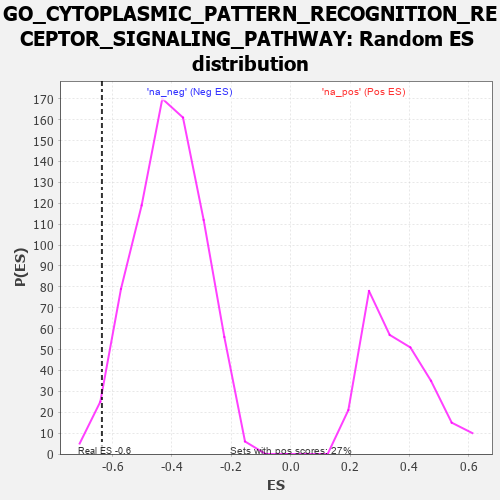 GO_CYTOPLASMIC_PATTERN_RECOGNITION_RE
CEPTOR_SIGNALING_PATHWAY: Random ES
distribution
'na_neg' (Neg ES) 'na_pos' (Pos ES)
170
160
150
140
130
120
110
100
90
80
70
60
50
40
30
20
10
0
P(ES)
Real ES -0.6 Sets with pos scores: 27%
-0.6 -0.4 -0.2 0.0 0.2 0.4 0.6
ES